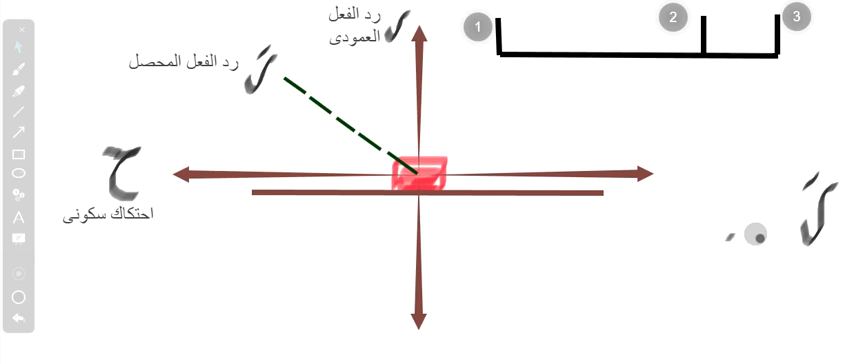 1
2
3
رد الفعل
العمودى
ر
رد الفعل المحصل
رَ
ح
احتكاك سكونى
رَ